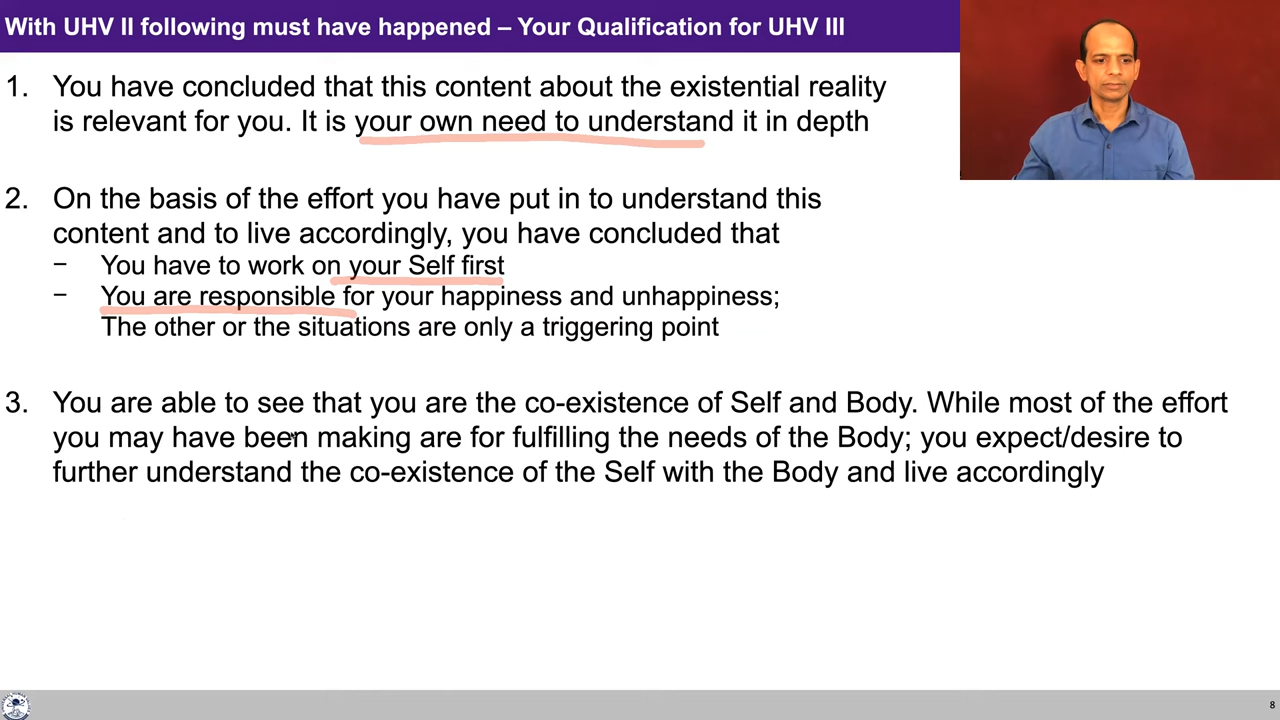 With UHV II following must have happened – Your Qualification for UHV III
1. You have concluded that this content about the existential reality
is relevant for you. It is your own need to understand it in depth
2. On the basis of the effort you have put in to understand this
content and to live accordingly, you have concluded that
– You have to work on your Self first
– You are responsible for your happiness and unhappiness;
The other or the situations are only a triggering point
3. You are able to see that you are the co-existence of Self and Body. While most of the effort
you may have been making are for fulfilling the needs of the Body; you expect/desire to
further understand the co-existence of the Self with the Body and live accordingly
8